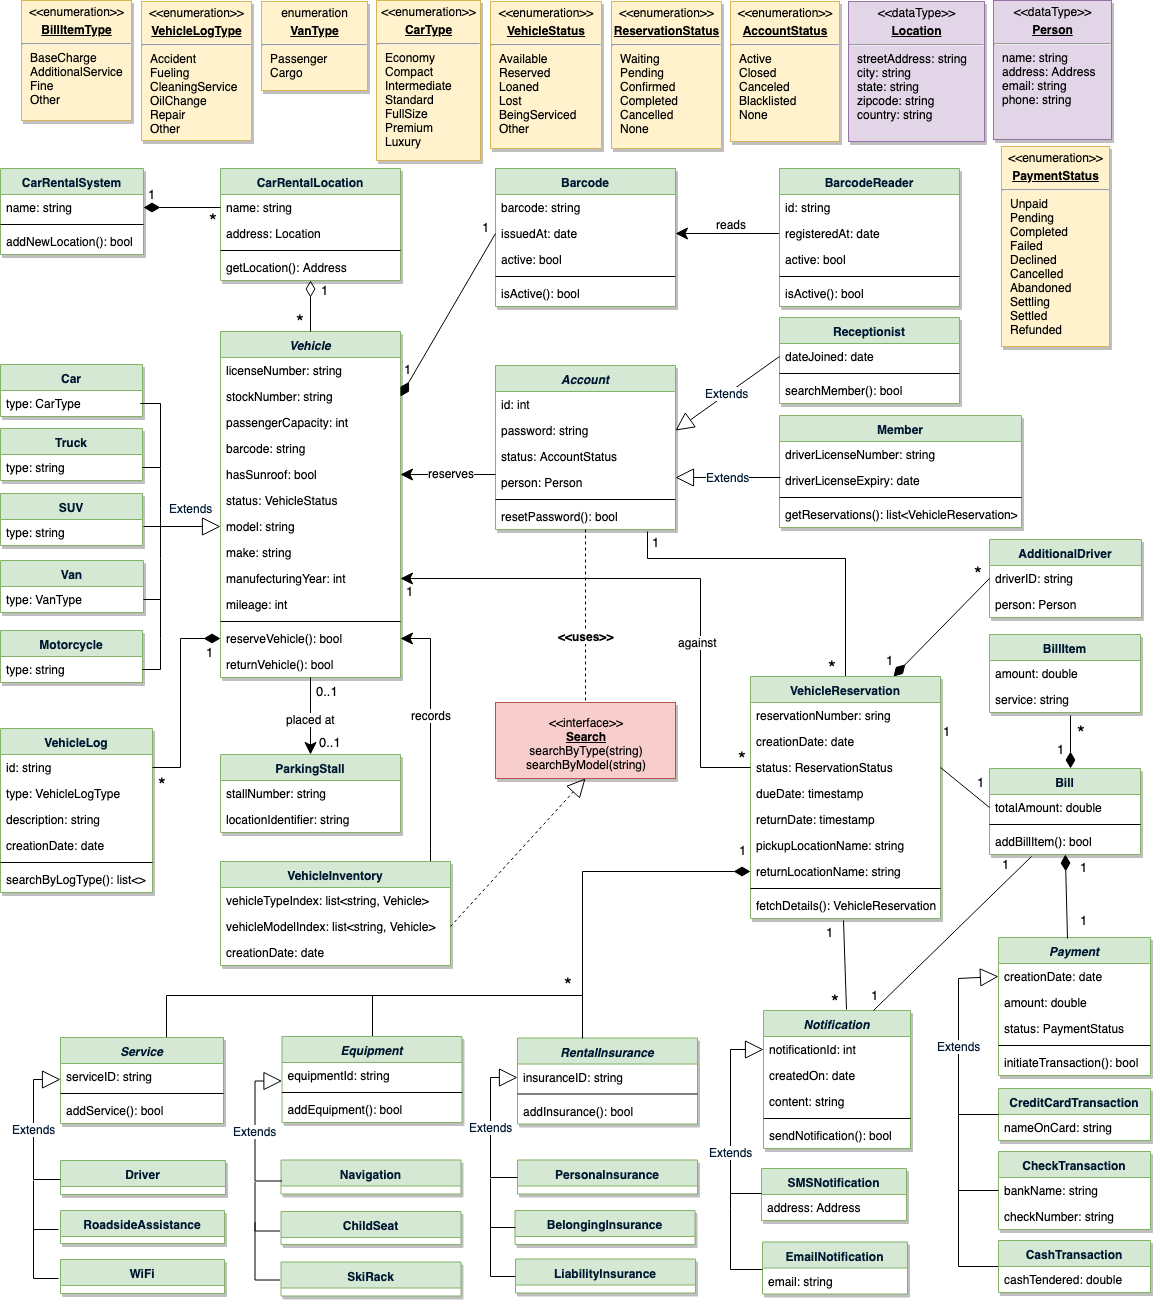 <<enumeration>>
BillItemType
BaseCharge
AdditionalService
Fine
Other
<<enumeration>>
VehicleLogType
Accident
Fueling
CleaningService
OilChange
Repair
Other
enumeration
VanType
Passenger
Cargo
<<enumeration>>
CarType
Economy
Compact
Intermediate
Standard
FullSize
Premium
Luxury
<<enumeration>>
VehicleStatus
Available
Reserved
Loaned
Lost
BeingServiced
Other
<<enumeration>>
ReservationStatus
Waiting
Pending
Confirmed
Completed
Cancelled
None
<<enumeration>>
AccountStatus
Active
Closed
Canceled
Blacklisted
None
<<dataType>>
Location
streetAddress: string
city: string
state: string
zipcode: string
country: string
<<dataType>>
Person
name: string
address: Address
email: string
phone: string
<<enumeration>>
PaymentStatus
Unpaid
Pending
Completed
Failed
Declined
Cancelled
Abandoned
Settling
Settled
Refunded
CarRentalSystem
name: string
addNewLocation(): bool
1
*
CarRentalLocation
name: string
address: Location
getLocation(): Address
1
*
Barcode
barcode: string
issuedAt: date
active: bool
isActive(): bool
1
1
reads
BarcodeReader
id: string
registeredAt: date
active: bool
isActive(): bool
Vehicle
licenseNumber: string
stockNumber: string
passengerCapacity: int
barcode: string
hasSunroof: bool
status: VehicleStatus
model: string
make: string
manufecturingYear: int
mileage: int
reserveVehicle(): bool
returnVehicle(): bool
Car
type: CarType
Truck
type: string
SUV
type: string
Van
type: VanType
Motorcycle
type: string
Extends
Account
id: int
password: string
status: AccountStatus
person: Person
resetPassword(): bool
reserves
Receptionist
dateJoined: date
searchMember(): bool
Extends
Member
driverLicenseNumber: string
driverLicenseExpiry: date
getReservations(): list<VehicleReservation>
Extends
1
*
1
against
*
<<uses>>
AdditionalDriver
driverID: string
person: Person
*
1
BillItem
amount: double
service: string
*
Bill
totalAmount: double
addBillItem(): bool
1
1
VehicleReservation
reservationNumber: sring
creationDate: date
status: ReservationStatus
dueDate: timestamp
returnDate: timestamp
pickupLocationName: string
returnLocationName: string
fetchDetails(): VehicleReservation
<<interface>>
Search
searchByType(string)
searchByModel(string)
1
*
VehicleLog
id: string
type: VehicleLogType
description: string
creationDate: date
searchByLogType(): list<>
0..1
placed at
0..1
ParkingStall
stallNumber: string
locationIdentifier: string
records
VehicleInventory
vehicleTypeIndex: list<string, Vehicle>
vehicleModelIndex: list<string, Vehicle>
creationDate: date
1
*
1
*
1
1
1
1
Payment
creationDate: date
amount: double
status: PaymentStatus
initiateTransaction(): bool
Extends
CreditCardTransaction
nameOnCard: string
CheckTransaction
bankName: string
checkNumber: string
CashTransaction
cashTendered: double
Notification
notificationId: int
createdOn: date
content: string
sendNotification(): bool
Extends
SMSNotification
address: Address
EmailNotification
email: string
Service
serviceID: string
addService(): bool
Extends
Driver
RoadsideAssistance
WiFi
Equipment
equipmentId: string
addEquipment(): bool
Extends
Navigation
ChildSeat
SkiRack
RentalInsurance
insuranceID: string
addInsurance(): bool
Extends
PersonaInsurance
BelongingInsurance
LiabilityInsurance